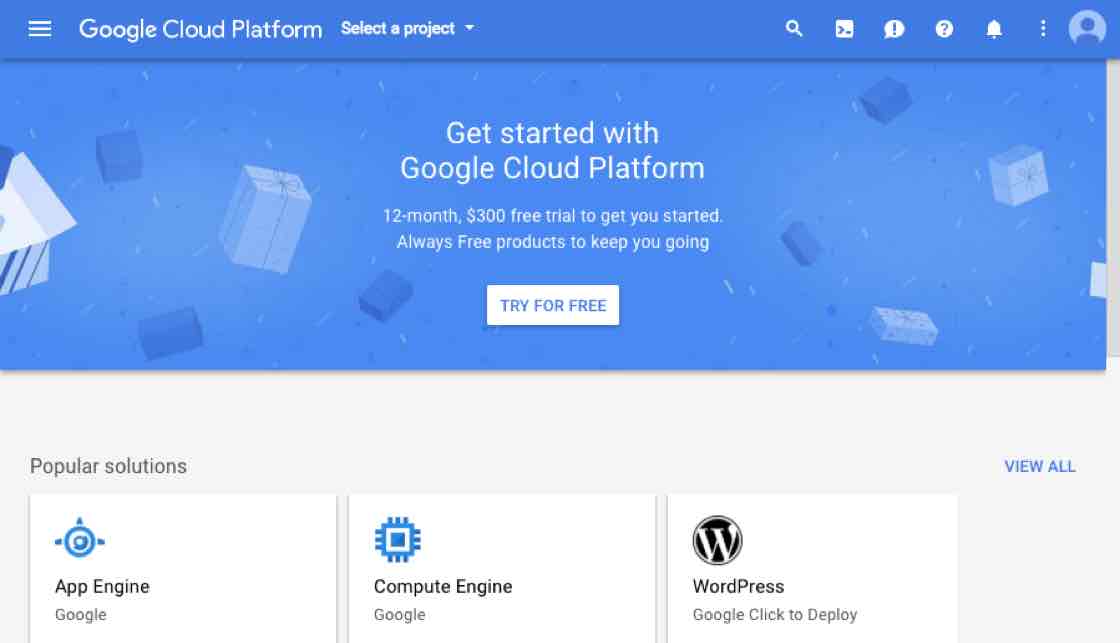 Google Cloud Platform Select a project
Get started with
Google Cloud Platform
12-month, $300 free trial to get you started.
Always Free products to keep you going
TRY FOR FREE
Popular solutions VIEW ALL
App Engine
Google
Compute Engine
Google
WordPress
Google Click to Deploy